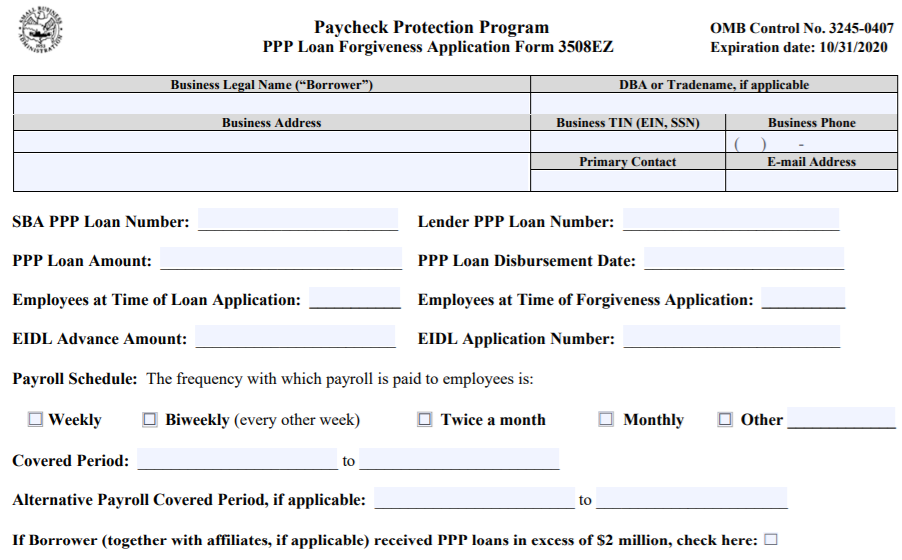 SMALL BUSINESS
ADMINISTRATION
Paycheck Protection Program
OMB Control No. 3245-0407
PPP Loan Forgiveness Application Form 3508EZ
Expiration date: 10/31/2020
Business Legal Name (“Borrower”)
DBA or Tradename, if applicable
Business Address
Business TIN (EIN, SSN)
Business Phone
( ) -
Primary Contact
E-mail Address
SBA PPP Loan Number:
Lender PPP Loan Number:
PPP Loan Amount:
PPP Loan Disbursement Date:
Employees at Time of Loan Application:
Employees at Time of Forgiveness Application:
EIDL Advance Amount:
EIDL Application Number:
Payroll Schedule: The frequency with which payroll is paid to employees is:
Weekly
Biweekly (every other week)
Twice a month
Monthly
Other
Covered Period: to
Alternative Payroll Covered Period, if applicable: to
If Borrower (together with affiliates, if applicable) received PPP loans in excess of $2 million, check here: